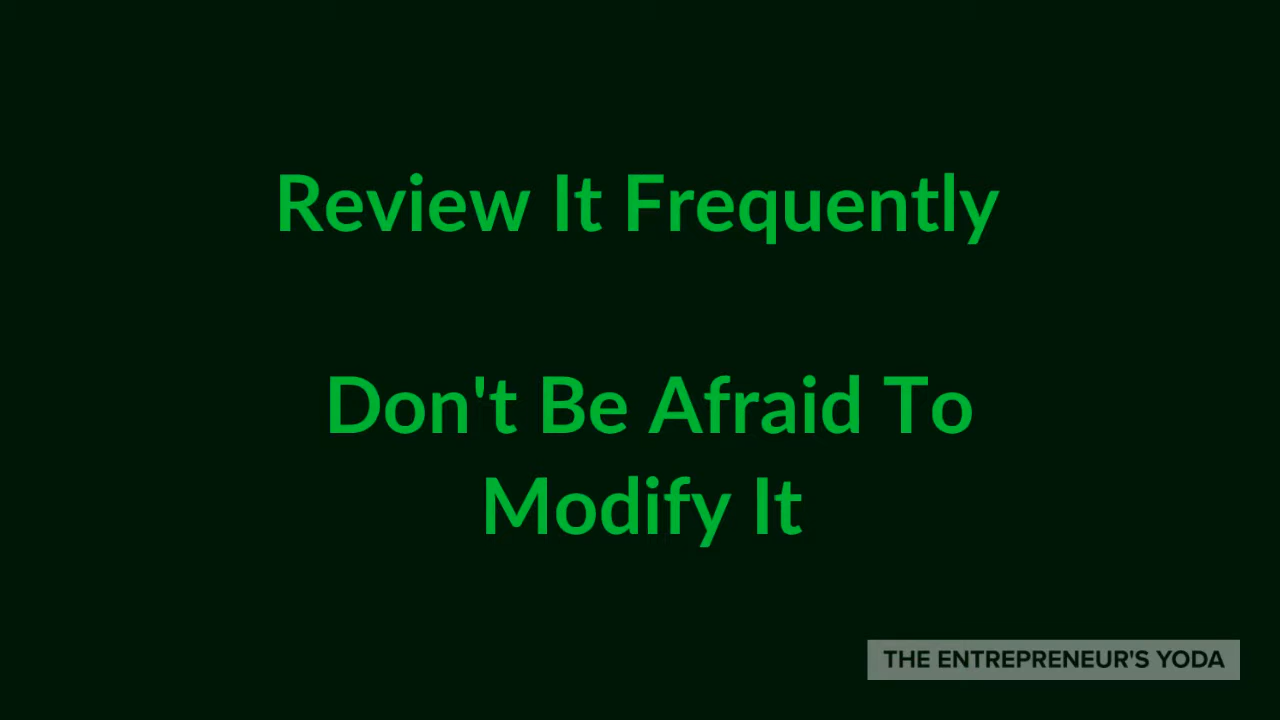 Review It Frequently
Don't Be Afraid To
Modify It
THE ENTREPRENEUR'S YODA